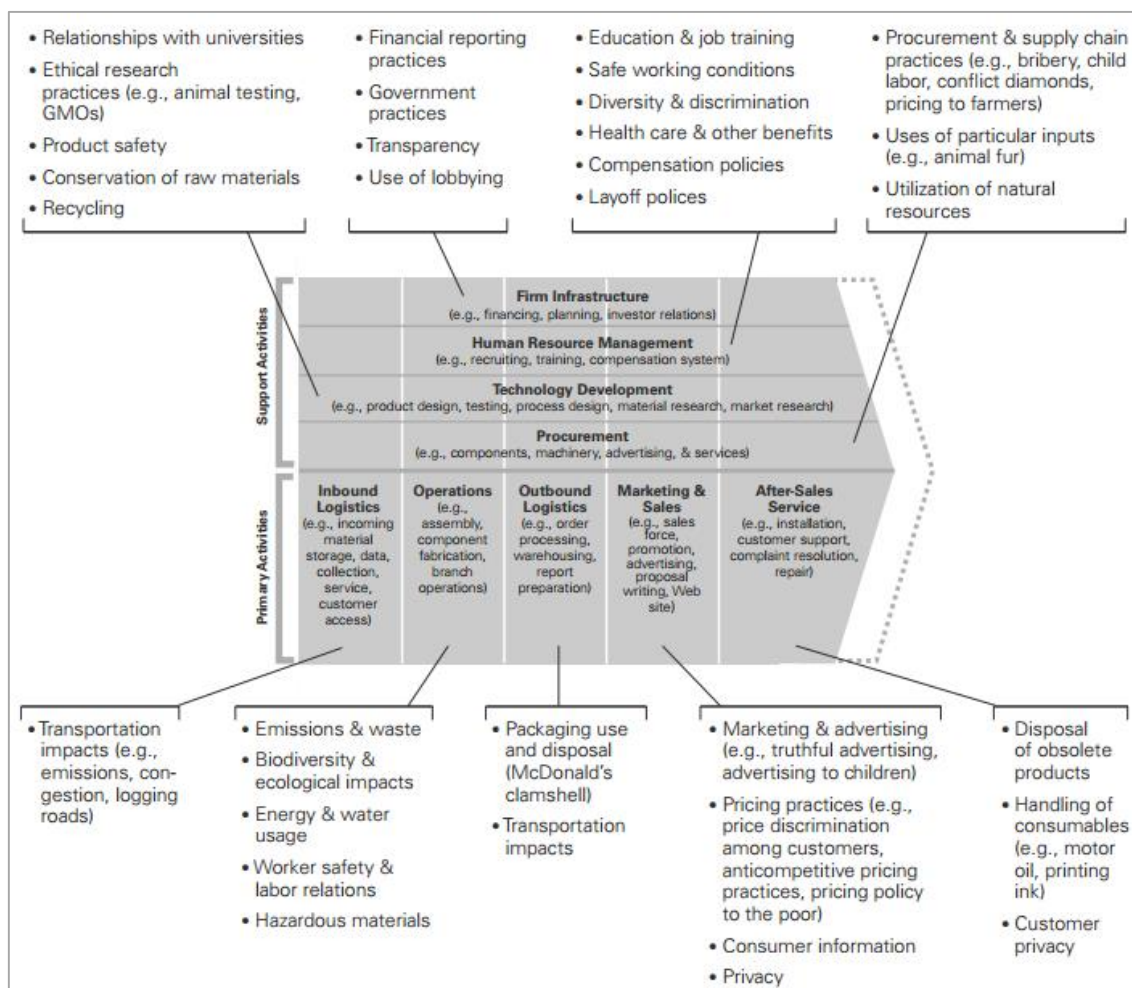 • Relationships with universities
• Ethical research
practices (e.g., animal testing,
GMOs)
• Product safety
• Conservation of raw materials
• Recycling
• Financial reporting
practices
• Government
practices
• Transparency
• Use of lobbying
• Education & job training
• Safe working conditions
• Diversity & discrimination
• Health care & other benefits
• Compensation policies
• Layoff polices
• Procurement & supply chain
practices (e.g., bribery, child
labor, conflict diamonds,
pricing to farmers)
• Uses of particular inputs
(e.g., animal fur)
• Utilization of natural
resources
Support Activities
Firm Infrastructure
(e.g., financing, planning, investor relations)
Human Resource Management
(e.g., recruiting, training, compensation system)
Technology Development
(e.g., product design, testing, process design, material research, market research)
Procurement
(e.g., components, machinery, advertising, & services)
Primary Activities
Inbound
Logistics
(e.g., incoming
material
storage, data,
collection,
service,
customer
access)
Operations
(e.g.,
assembly,
component
fabrication,
branch
operations)
Outbound
Logistics
(e.g., order
processing,
warehousing,
report
preparation)
Marketing &
Sales
(e.g., sales
force,
promotion,
advertising,
proposal
writing, Web
site)
After-Sales
Service
(e.g., installation,
customer support,
complaint resolution,
repair)
• Transportation
impacts (e.g.,
emissions, con-
gestion, logging
roads)
• Emissions & waste
• Biodiversity &
ecological impacts
• Energy & water
usage
• Worker safety &
labor relations
• Hazardous materials
• Packaging use
and disposal
(McDonald's
clamshell)
• Transportation
impacts
• Marketing & advertising
(e.g., truthful advertising,
advertising to children)
• Pricing practices (e.g.,
price discrimination
among customers,
anticompetitive pricing
practices, pricing policy
to the poor)
• Consumer information
• Privacy
• Disposal
of obsolete
products
• Handling of
consumables
(e.g., motor
oil, printing
ink)
• Customer
privacy